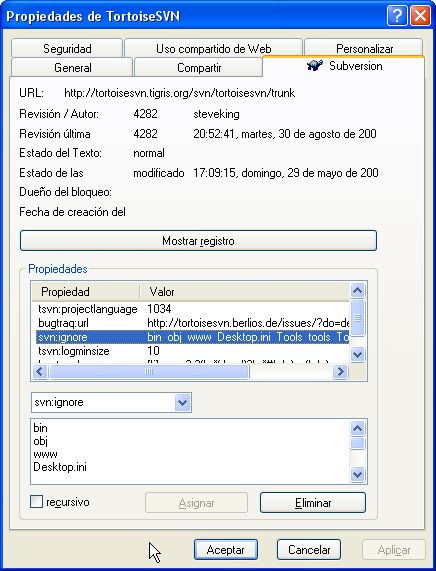 Propiedades de TortoiseSVN
Seguridad Uso compartido de Web Personalizar
General Compartir Subversion
URL: http://tortoisesvn.tigris.org/svn/tortoisesvn/trunk
Revisión / Autor: 4282 steveking
Revisión última 4282 20:52:41, martes, 30 de agosto de 200
Estado del Texto: normal
Estado de las modificado 17:09:15, domingo, 29 de mayo de 200
Dueño del bloqueo:
Fecha de creación del
Mostrar registro
Propiedades
Propiedad Valor
tsvn:projectlanguage 1034
bugtraq:url http://tortoisesvn.berlios.de/issues/?do=de
svn:ignore bin obj www Desktop.ini Tools tools To
tsvn:logminsize 10
svn:ignore
bin
obj
www
Desktop.ini
recursivo Asignar Eliminar
Aceptar Cancelar Aplicar